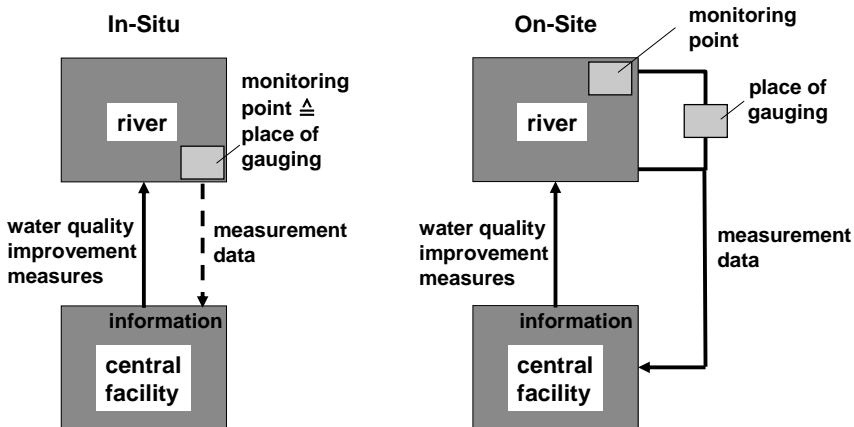 In-Situ
monitoring
point ≙
place of
gauging
river
water quality
improvement
measures
measurement
data
information
central
facility
On-Site
monitoring
point
place of
gauging
river
water quality
improvement
measures
measurement
data
information
central
facility